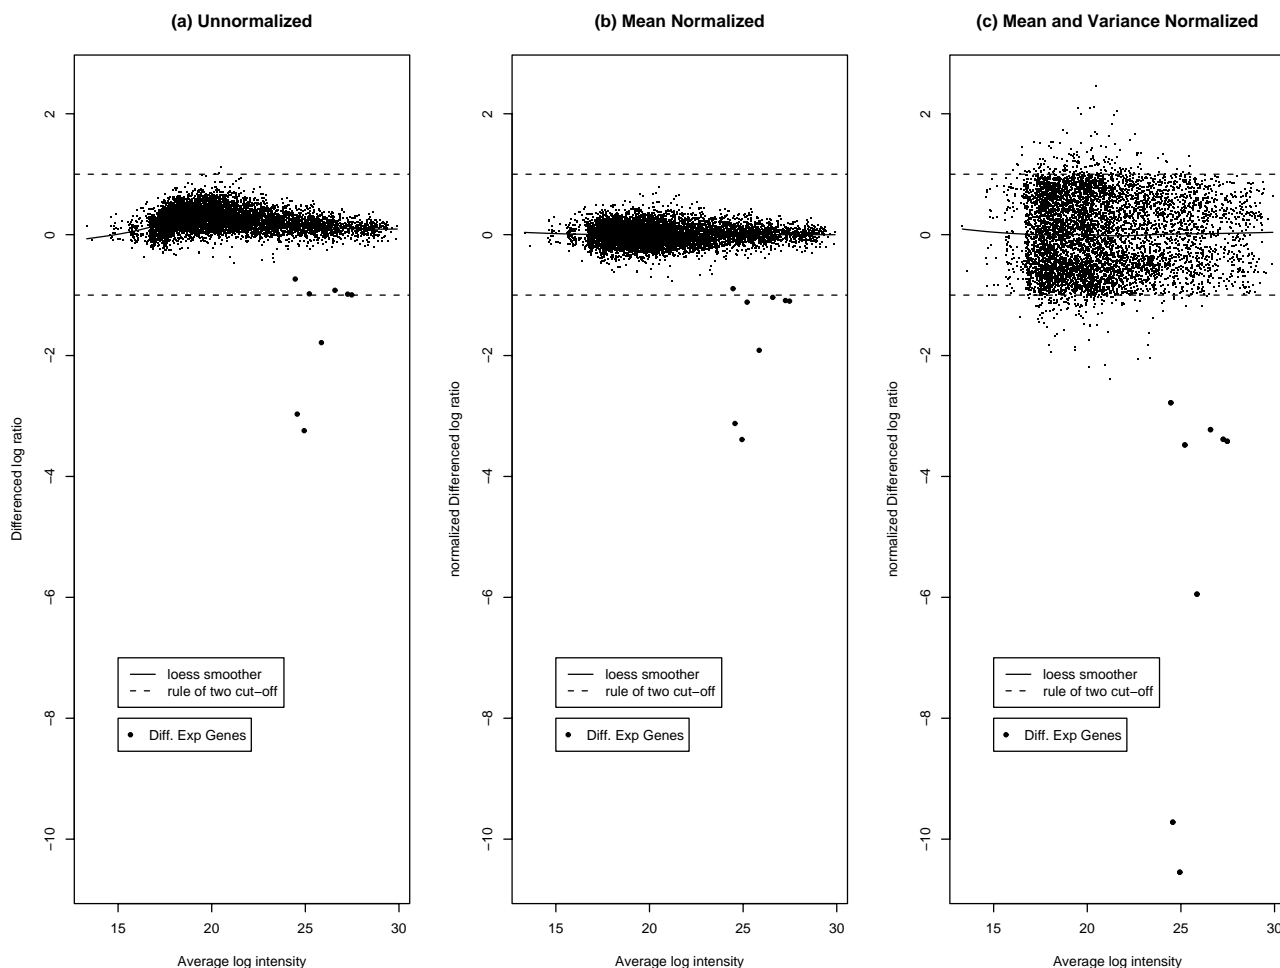 (a) Unnormalized
2
0
−2
−4
−6
−8
−10
Differenced log ratio
loess smoother
rule of two cut−off
Diff. Exp Genes
15 20 25 30
Average log intensity
(b) Mean Normalized
2
0
−2
−4
−6
−8
−10
normalized Differenced log ratio
loess smoother
rule of two cut−off
Diff. Exp Genes
15 20 25 30
Average log intensity
(c) Mean and Variance Normalized
2
0
−2
−4
−6
−8
−10
normalized Differenced log ratio
loess smoother
rule of two cut−off
Diff. Exp Genes
15 20 25 30
Average log intensity